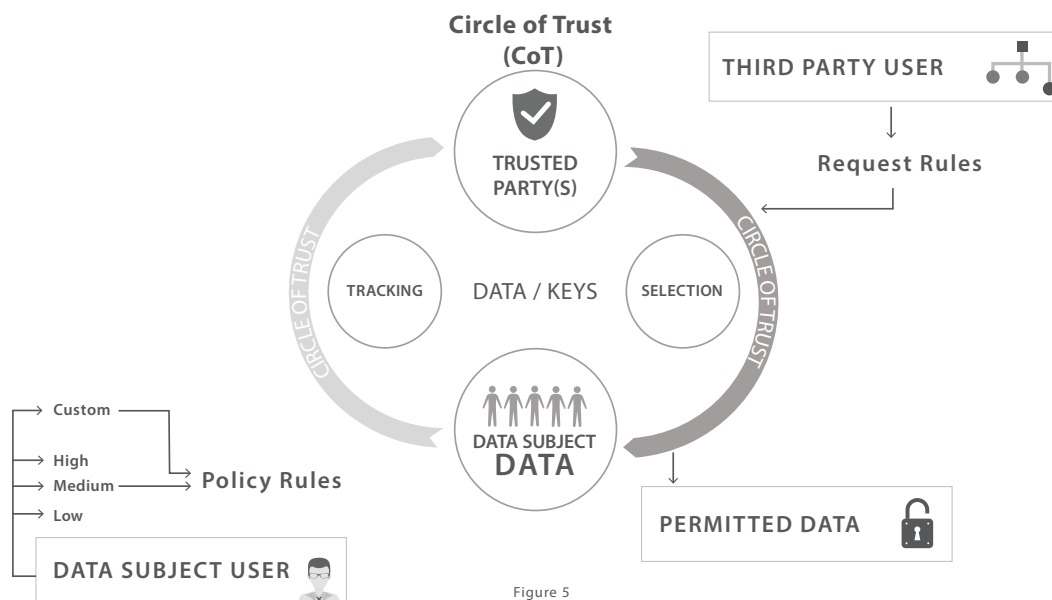 Circle of Trust
(CoT)
THIRD PARTY USER
TRUSTED
PARTY(S)
Request Rules
CIRCLE OF TRUST
CIRCLE OF TRUST
TRACKING
DATA / KEYS
SELECTION
DATA SUBJECT
DATA
Custom
High
Medium
Low
Policy Rules
PERMITTED DATA
DATA SUBJECT USER
Figure 5